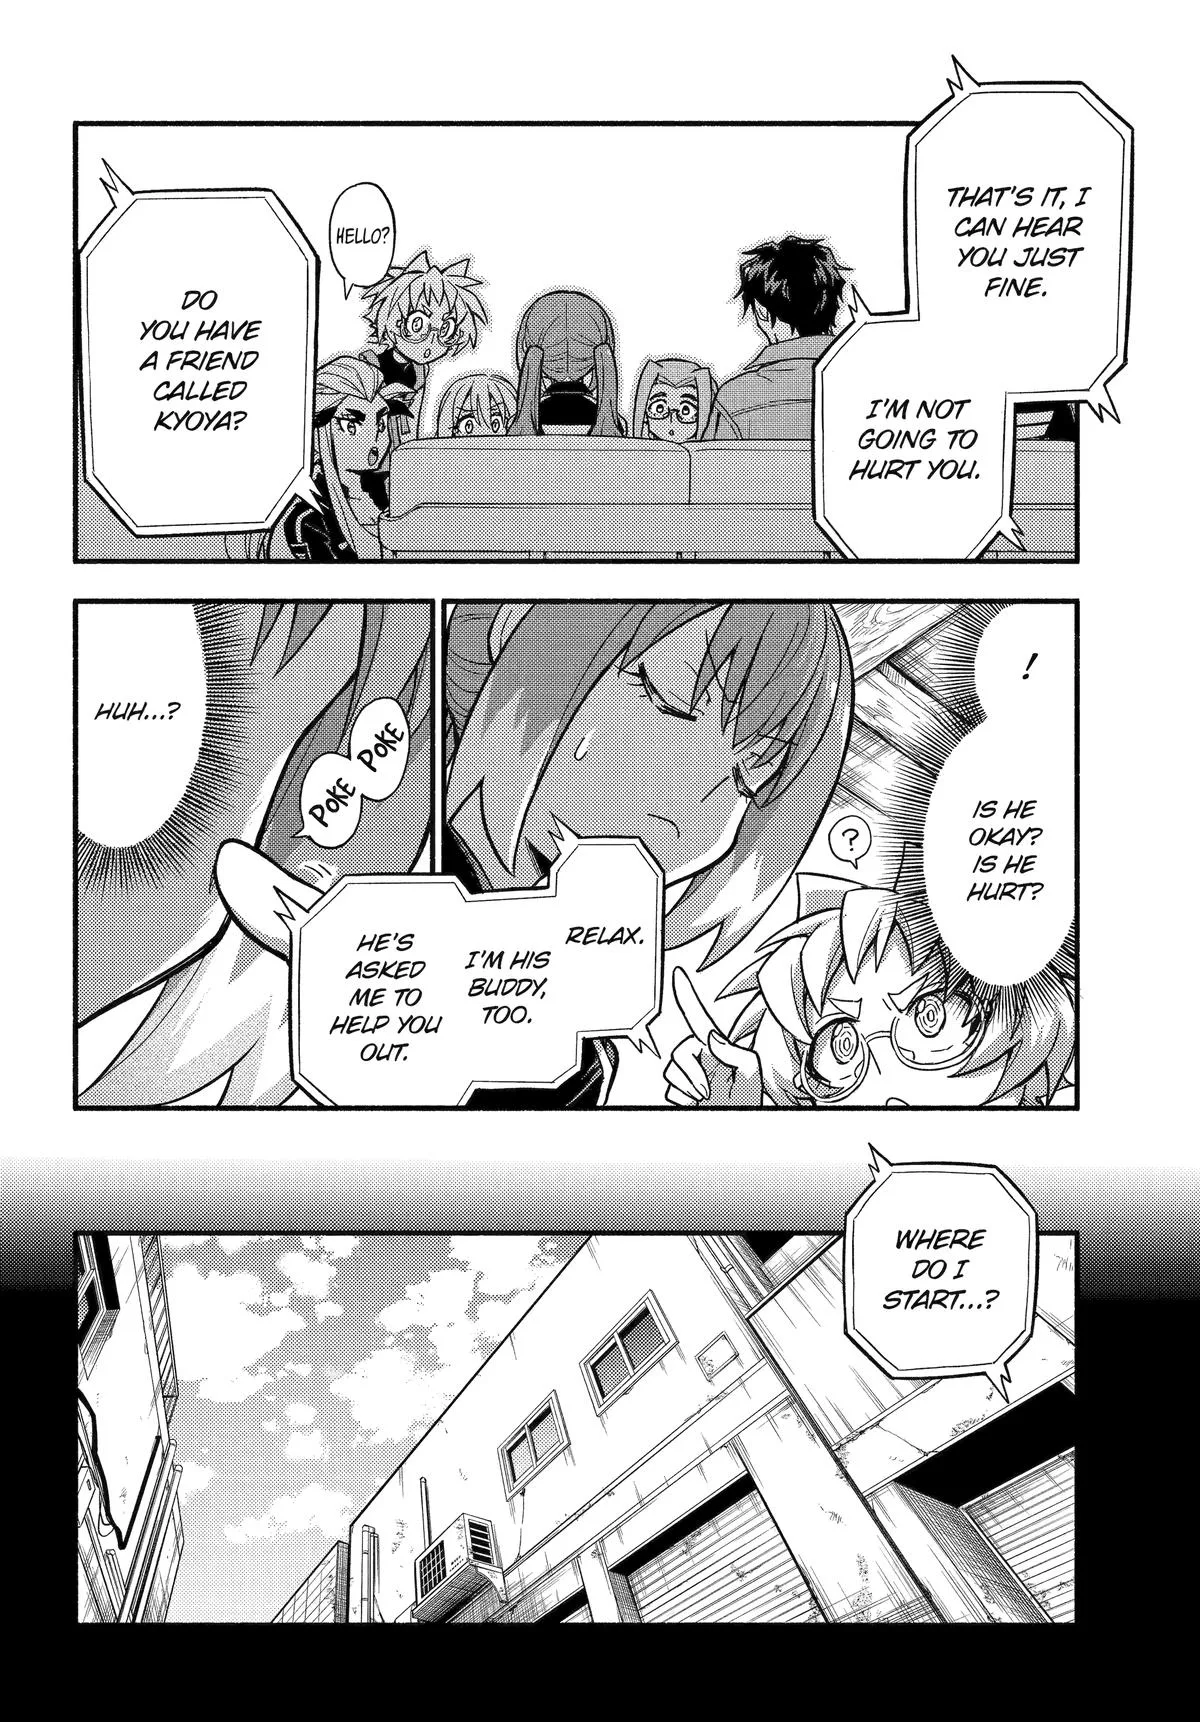 THAT'S IT, I
CAN HEAR
YOU JUST
FINE.
I'M NOT
GOING TO
HURT YOU.
HELLO?
DO
YOU HAVE
A FRIEND
CALLED
KYOYA?
!
IS HE
OKAY?
IS HE
HURT?
?
RELAX.
I'M HIS
BUDDY,
TOO.
HE'S
ASKED
ME TO
HELP YOU
OUT.
POKE
POKE
HUH...?
WHERE
DO I
START...?